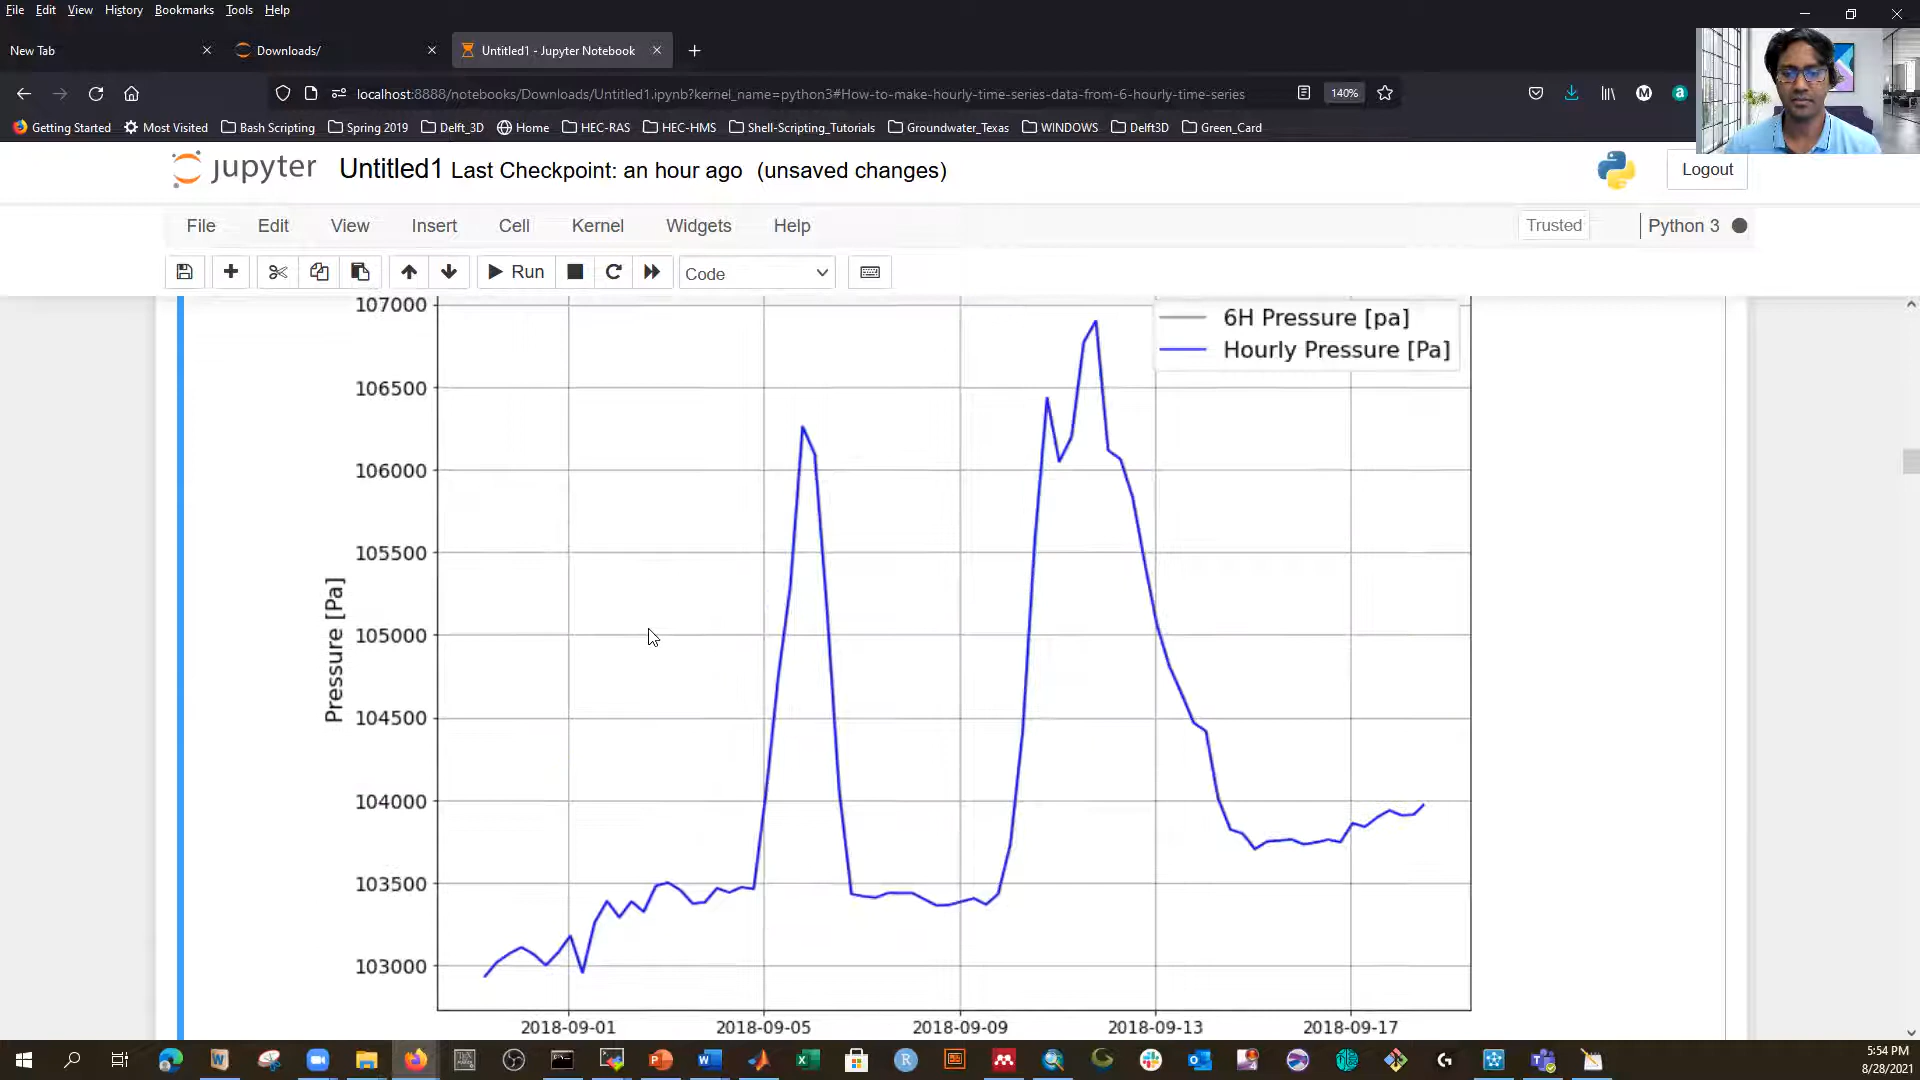 File Edit View History Bookmarks Tools Help
New Tab
Downloads/
Untitled1 - Jupyter Notebook
localhost:8888/notebooks/Downloads/Untitled1.ipynb?kernel_name=python3#How-to-make-hourly-time-series-data-from-6-hourly-time-series
140%
Getting Started Most Visited Bash Scripting Spring 2019 Delft_3D Home HEC-RAS HEC-HMS Shell-Scripting_Tutorials Groundwater_Texas WINDOWS Delft3D Green_Card
jupyter Untitled1 Last Checkpoint: an hour ago (unsaved changes)
Logout
File Edit View Insert Cell Kernel Widgets Help
Trusted
Python 3
Run
Code
6H Pressure [pa]
Hourly Pressure [Pa]
107000
106500
106000
105500
105000
104500
104000
103500
103000
Pressure [Pa]
2018-09-01 2018-09-05 2018-09-09 2018-09-13 2018-09-17
5:54 PM
8/28/2021